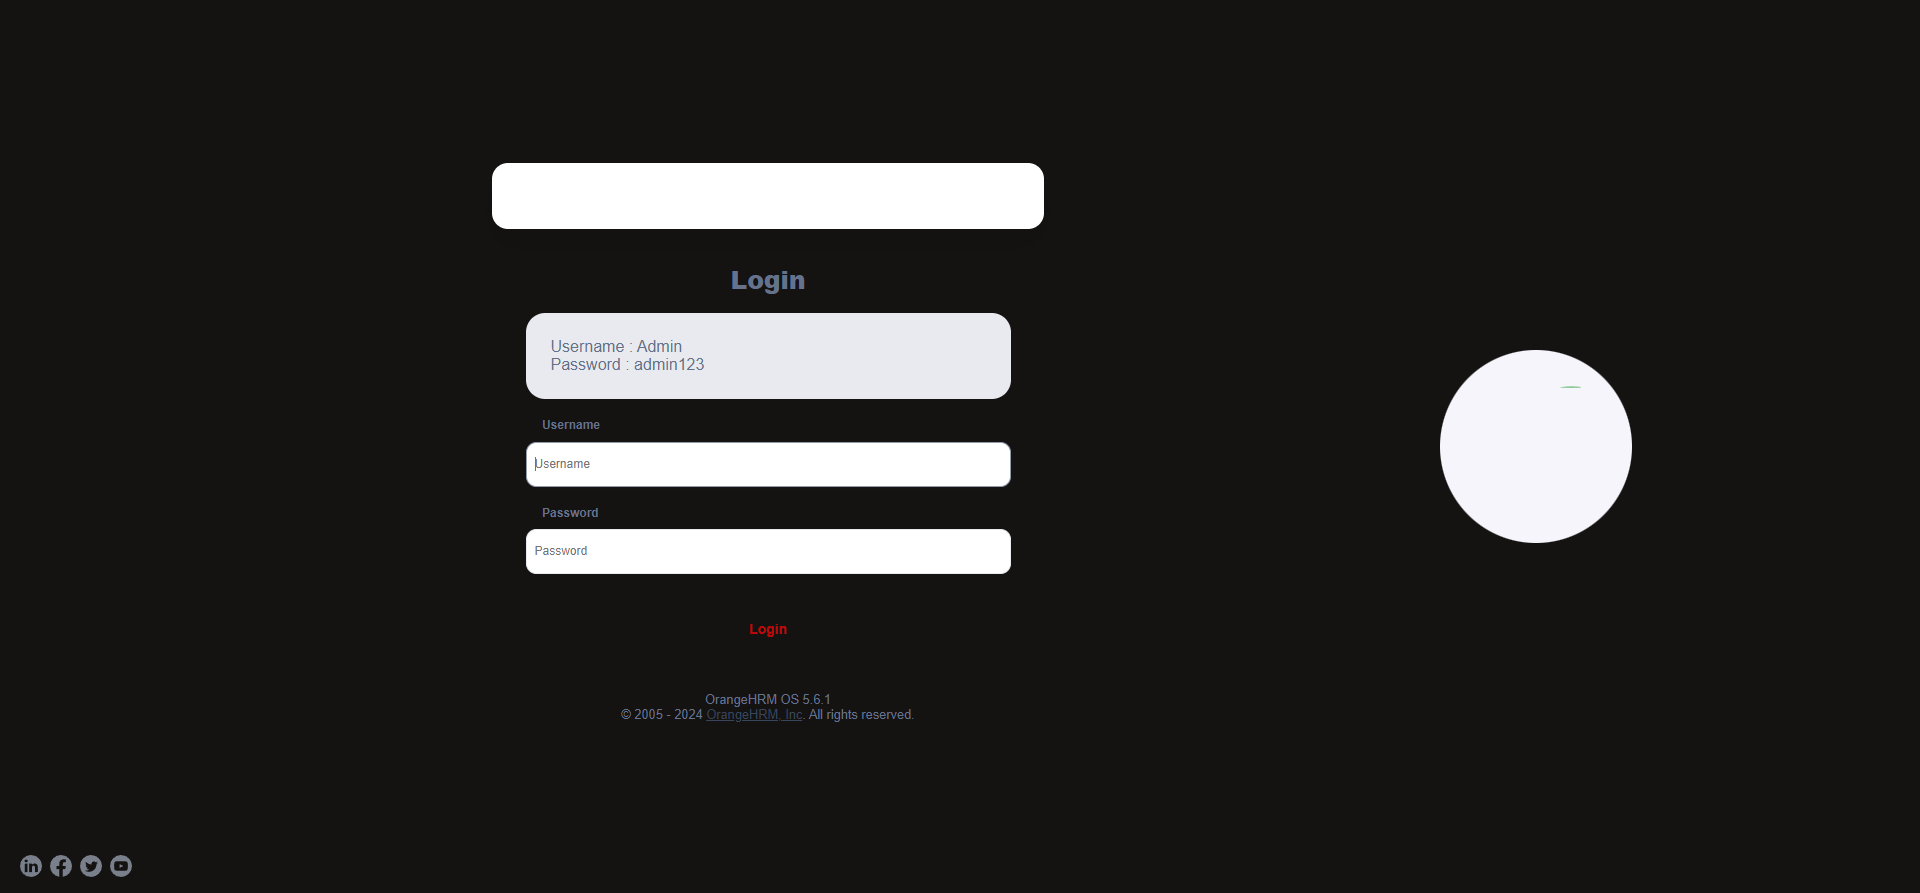 Login
Username : Admin
Password : admin123
Username
Username
Password
Password
Login
OrangeHRM OS 5.6.1
© 2005 - 2024 OrangeHRM, Inc. All rights reserved.